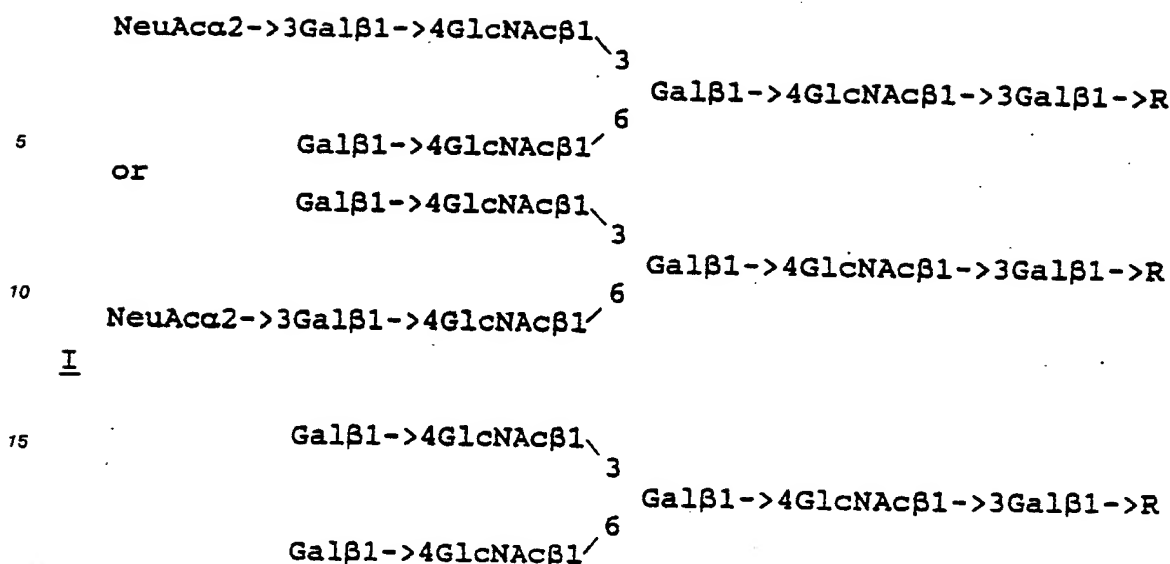 NeuAcα2->3Galβ1->4GlcNAcβ1
3
Galβ1->4GlcNAcβ1->3Galβ1->R
6
5
Galβ1->4GlcNAcβ1
or
Galβ1->4GlcNAcβ1
3
Galβ1->4GlcNAcβ1->3Galβ1->R
6
10
NeuAcα2->3Galβ1->4GlcNAcβ1
I
15
Galβ1->4GlcNAcβ1
3
Galβ1->4GlcNAcβ1->3Galβ1->R
6
Galβ1->4GlcNAcβ1